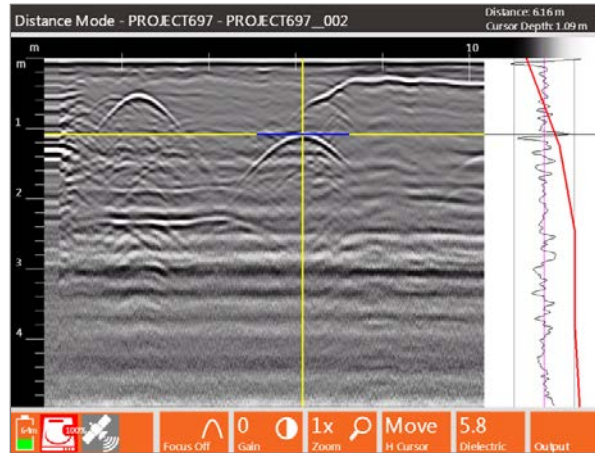 Distance Mode - PROJECT697 - PROJECT697__002
Distance: 6.16 m
Cursor Depth: 1.09 m
m
10
m
1
2
3
4
100%
Focus Off
0
Gain
1x
Zoom
Move
H Cursor
5.8
Dielectric
Output